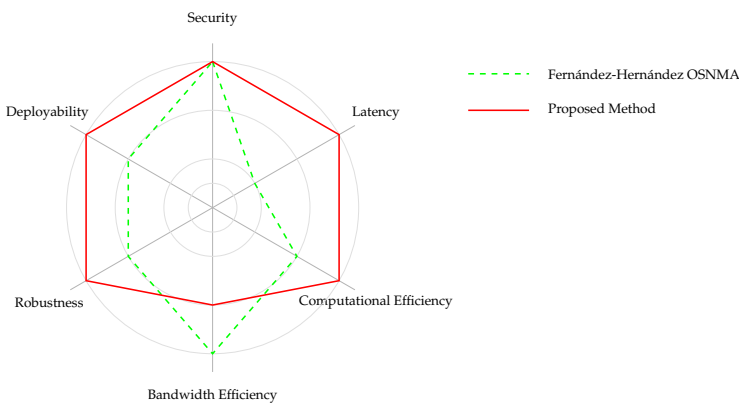 Security
Fernández-Hernández OSNMA
Deployability
Latency
Proposed Method
Robustness
Computational Efficiency
Bandwidth Efficiency